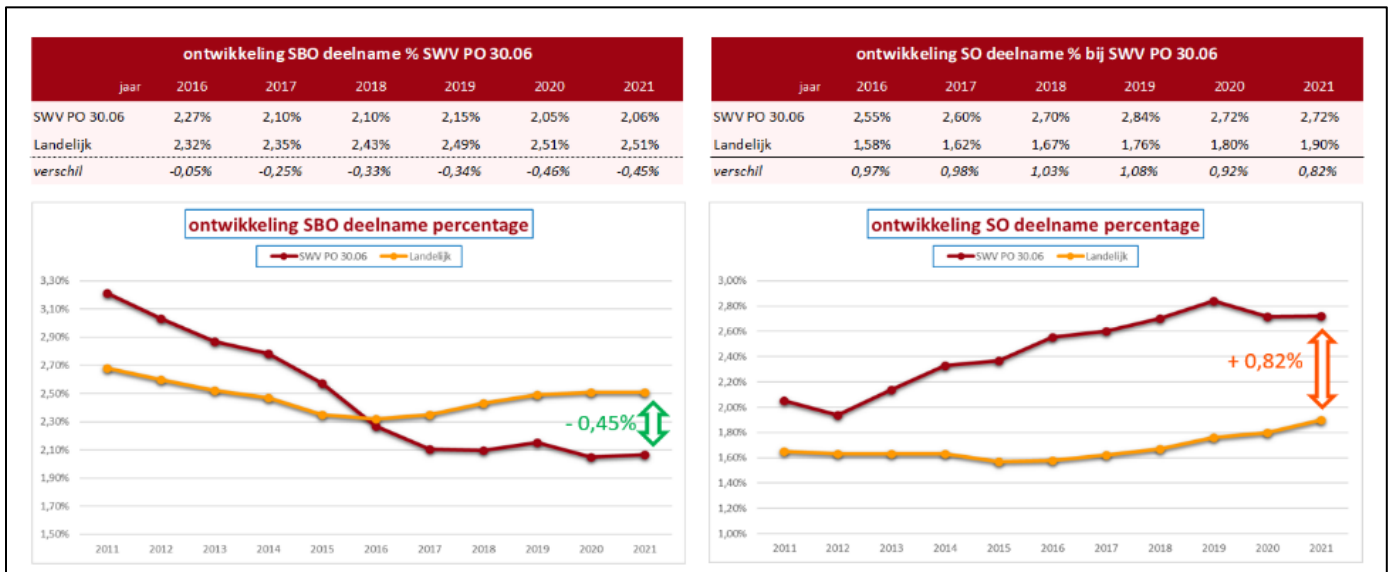 ontwikkeling SBO deelname % SWV PO 30.06
jaar 2016 2017 2018 2019 2020 2021
SWV PO 30.06 2,27% 2,10% 2,10% 2,15% 2,05% 2,06%
Landelijk 2,32% 2,35% 2,43% 2,49% 2,51% 2,51%
verschil -0,05% -0,25% -0,33% -0,34% -0,46% -0,45%
ontwikkeling SO deelname % bij SWV PO 30.06
jaar 2016 2017 2018 2019 2020 2021
SWV PO 30.06 2,55% 2,60% 2,70% 2,84% 2,72% 2,72%
Landelijk 1,58% 1,62% 1,67% 1,76% 1,80% 1,90%
verschil 0,97% 0,98% 1,03% 1,08% 0,92% 0,82%
ontwikkeling SBO deelname percentage
SWV PO 30.06 Landelijk
3,30%
3,10%
2,90%
2,70%
2,50%
2,30%
2,10%
1,90%
1,70%
1,50%
- 0,45%
2011 2012 2013 2014 2015 2016 2017 2018 2019 2020 2021
ontwikkeling SO deelname percentage
SWV PO 30.06 Landelijk
3,00%
2,80%
2,60%
2,40%
2,20%
2,00%
1,80%
1,60%
1,40%
1,20%
1,00%
+ 0,82%
2011 2012 2013 2014 2015 2016 2017 2018 2019 2020 2021